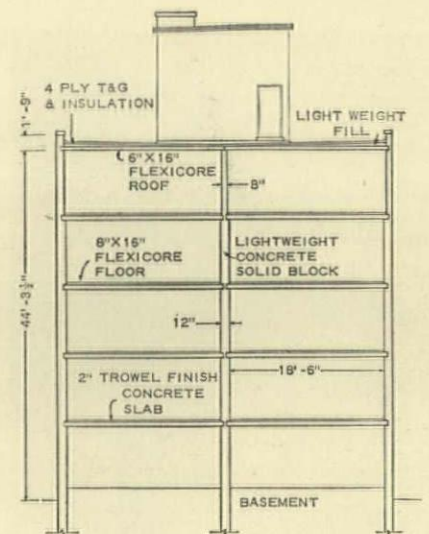 4 PLY T&G
& INSULATION
1'-9"
LIGHT WEIGHT
FILL
6"X16"
FLEXICORE
ROOF
8"
8"X16"
FLEXICORE
FLOOR
LIGHTWEIGHT
CONCRETE
SOLID BLOCK
44'-3½"
12"
18'-6"
2" TROWEL FINISH
CONCRETE
SLAB
BASEMENT